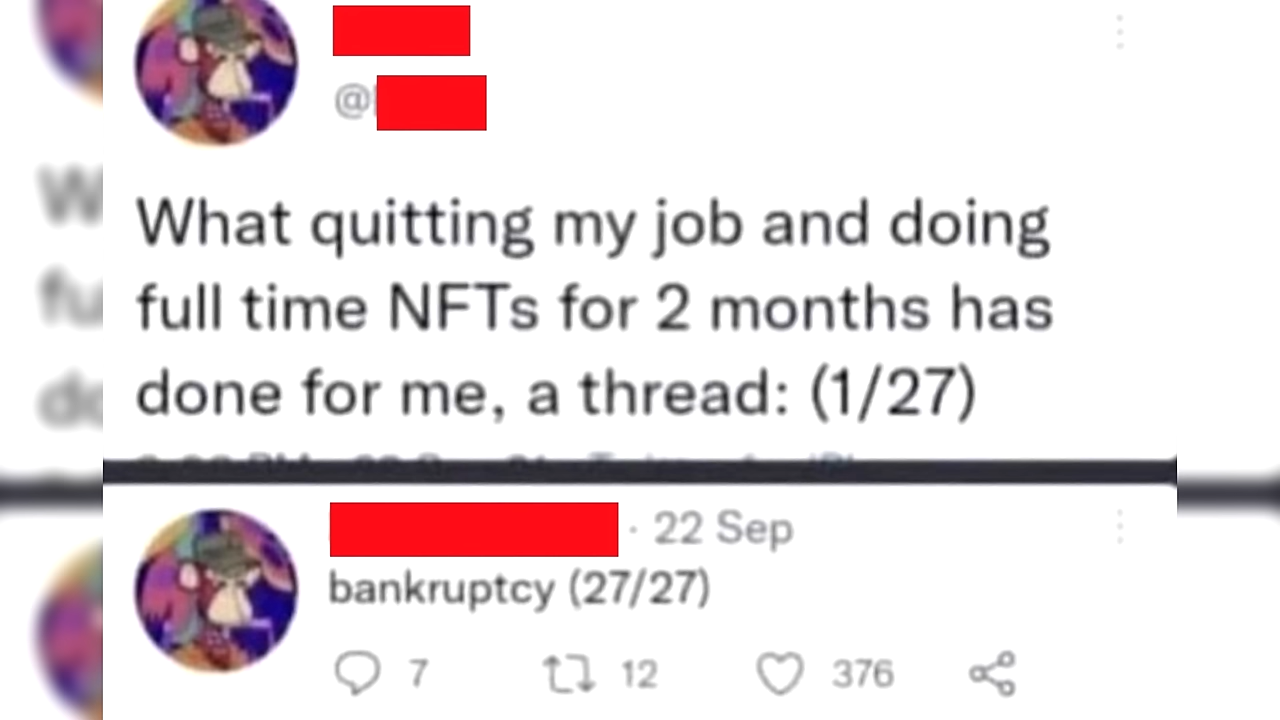 @
What quitting my job and doing
full time NFTs for 2 months has
done for me, a thread: (1/27)
· 22 Sep
bankruptcy (27/27)
7 12 376